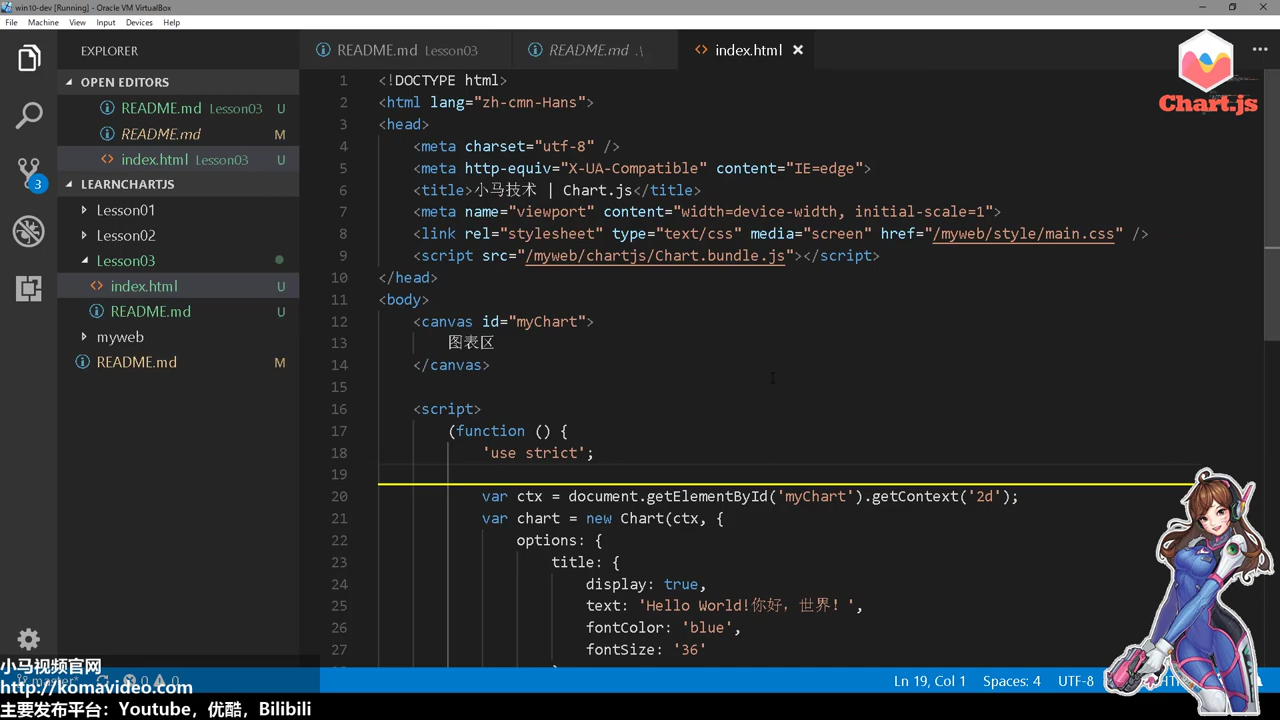 win10-dev [Running] - Oracle VM VirtualBox
File Machine View Input Devices Help
EXPLORER
OPEN EDITORS
README.md Lesson03 U
README.md M
index.html Lesson03 U
LEARNCHARTJS
Lesson01
Lesson02
Lesson03
index.html U
README.md U
myweb
README.md M
3
README.md Lesson03
README.md .\
index.html
Chart.js
1 <!DOCTYPE html>
2 <html lang="zh-cmn-Hans">
3 <head>
4 <meta charset="utf-8" />
5 <meta http-equiv="X-UA-Compatible" content="IE=edge">
6 <title>小马技术 | Chart.js</title>
7 <meta name="viewport" content="width=device-width, initial-scale=1">
8 <link rel="stylesheet" type="text/css" media="screen" href="/myweb/style/main.css" />
9 <script src="/myweb/chartjs/Chart.bundle.js"></script>
10 </head>
11 <body>
12 <canvas id="myChart">
13 图表区
14 </canvas>
15
16 <script>
17 (function () {
18 'use strict';
19
20 var ctx = document.getElementById('myChart').getContext('2d');
21 var chart = new Chart(ctx, {
22 options: {
23 title: {
24 display: true,
25 text: 'Hello World!你好，世界！',
26 fontColor: 'blue',
27 fontSize: '36'
master* 0 0
Ln 19, Col 1 Spaces: 4 UTF-8
小马视频官网
http://komavideo.com
主要发布平台：Youtube，优酷，Bilibili